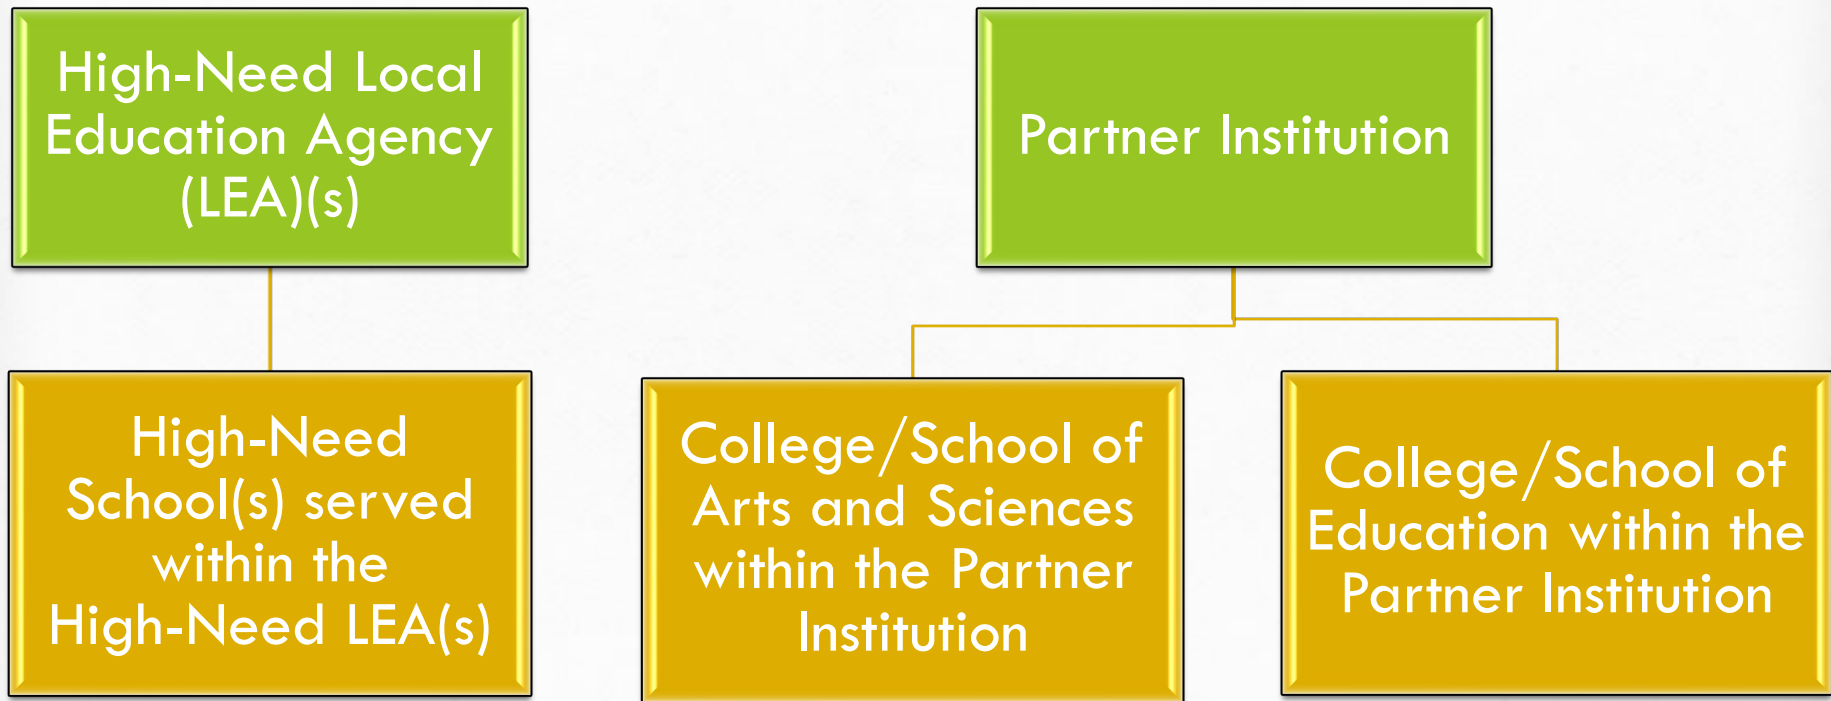 High-Need Local
Education Agency
(LEA)(s)
Partner Institution
High-Need
School(s) served
within the
High-Need LEA(s)
College/School of
Arts and Sciences
within the Partner
Institution
College/School of
Education within the
Partner Institution